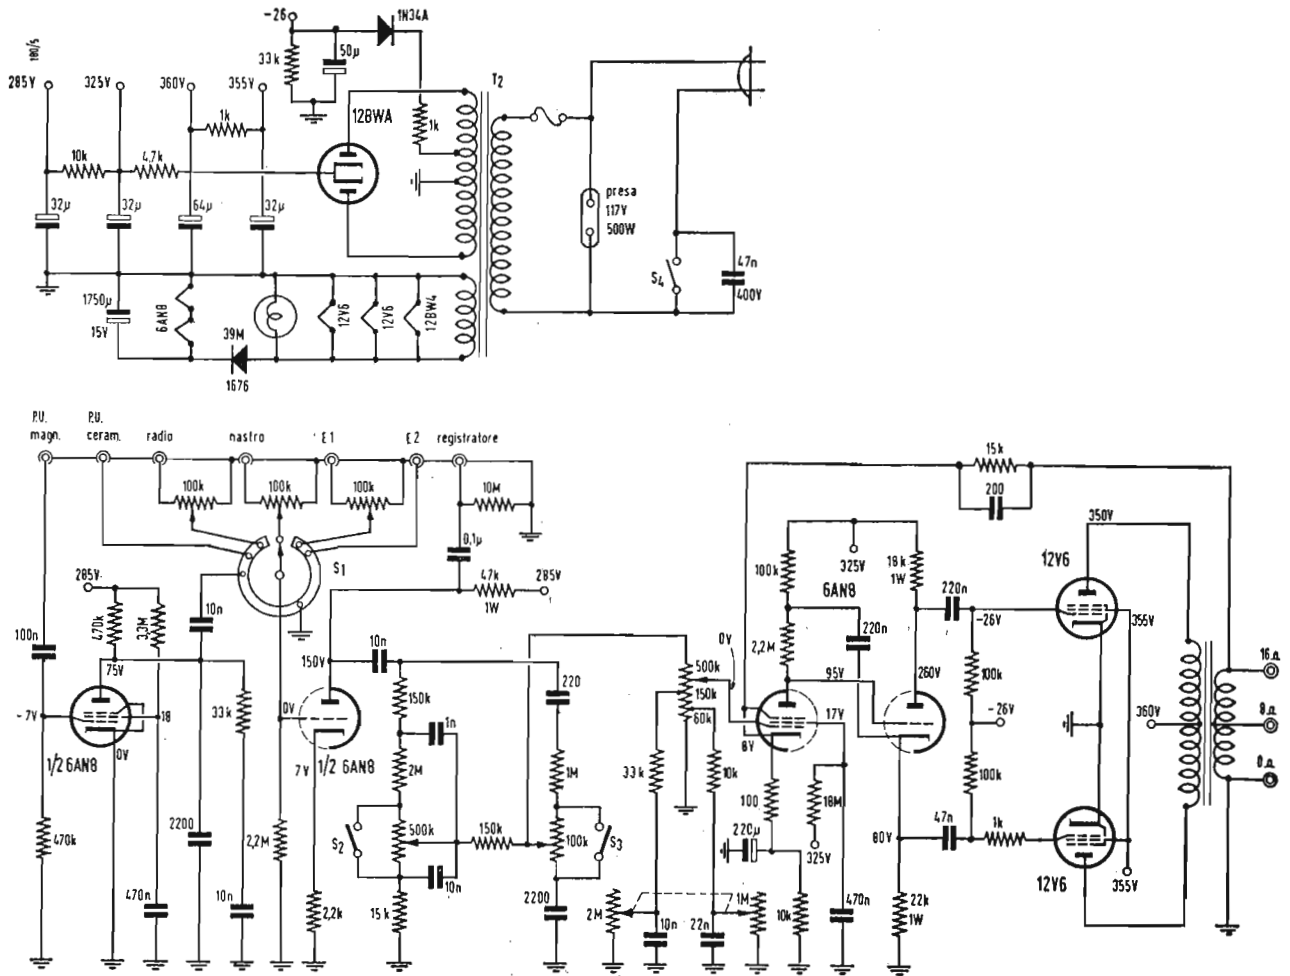 180/5
-26
1N34A
33k
50µ
285V
325V
360V
355V
T2
1k
12BWA
1k
10k
4,7k
32µ
32µ
64µ
32µ
presa
117V
500W
S4
47n
400V
1750µ
15V
6AN8
39M
1676
12V6
12V6
12BW4
P.U.
magn.
P.U.
ceram.
radio
nastro
E1
E2
registratore
100k
100k
100k
10M
0,1µ
S1
47k
1W
285V
285V
470k
3,3M
10n
100n
75V
-7V
18
0V
1/2 6AN8
33k
470k
470n
2200
10n
150V
10n
0V
7V
1/2 6AN8
2,2M
2,2k
150k
1n
2M
S2
500k
10n
15k
150k
220
1M
100k
S3
2200
15k
200
350V
12V6
325V
100k
6AN8
18k
1W
220n
-26V
355V
0V
2,2M
220n
500k
150k
60k
95V
260V
100k
17V
8V
-26V
360V
16Ω
8Ω
0Ω
33k
10k
100
18M
100k
220µ
325V
80V
47n
1k
12V6
355V
2M
10n
22n
1M
10k
470n
22k
1W